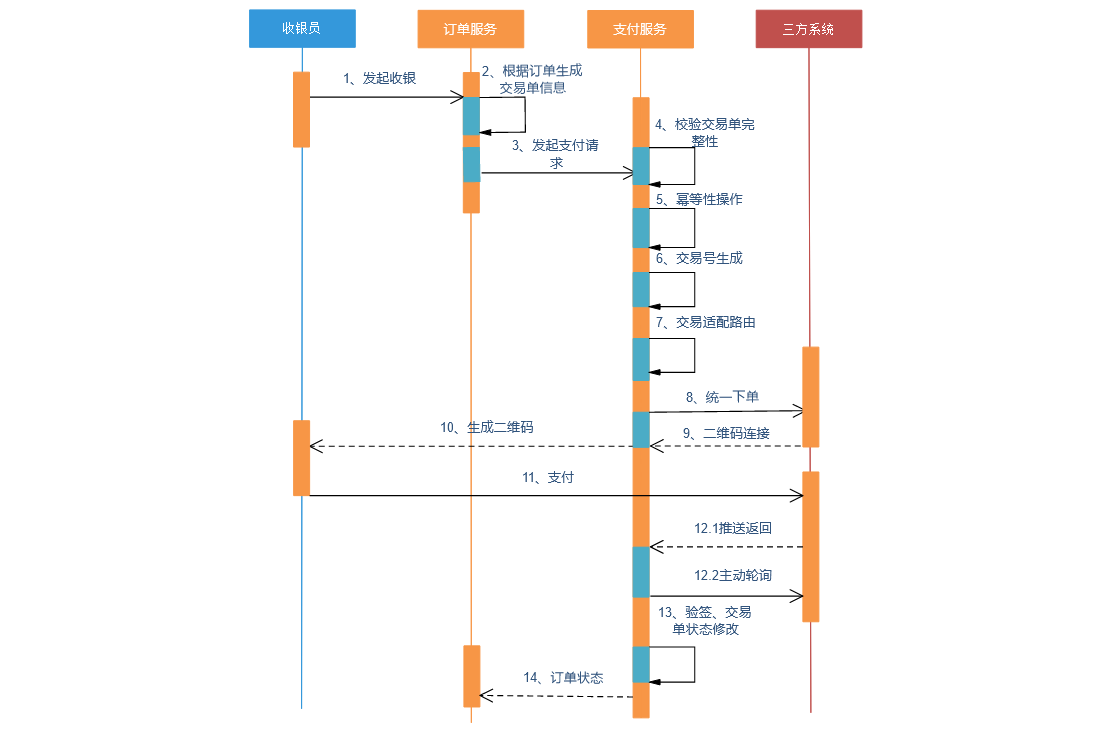 收银员
订单服务
支付服务
三方系统
1、发起收银
2、根据订单生成
交易单信息
3、发起支付请
求
4、校验交易单完
整性
5、幂等性操作
6、交易号生成
7、交易适配路由
8、统一下单
9、二维码连接
10、生成二维码
11、支付
12.1推送返回
12.2主动轮询
13、验签、交易
单状态修改
14、订单状态